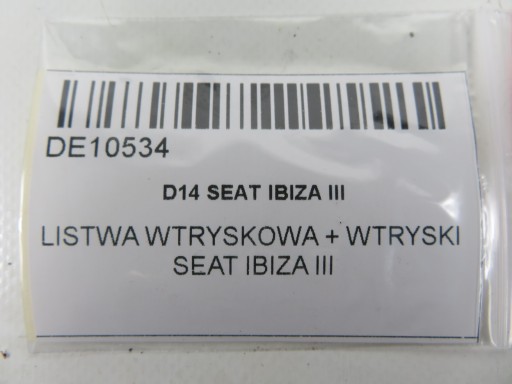 DE10534
D14 SEAT IBIZA III
LISTWA WTRYSKOWA + WTRYSKI
SEAT IBIZA III